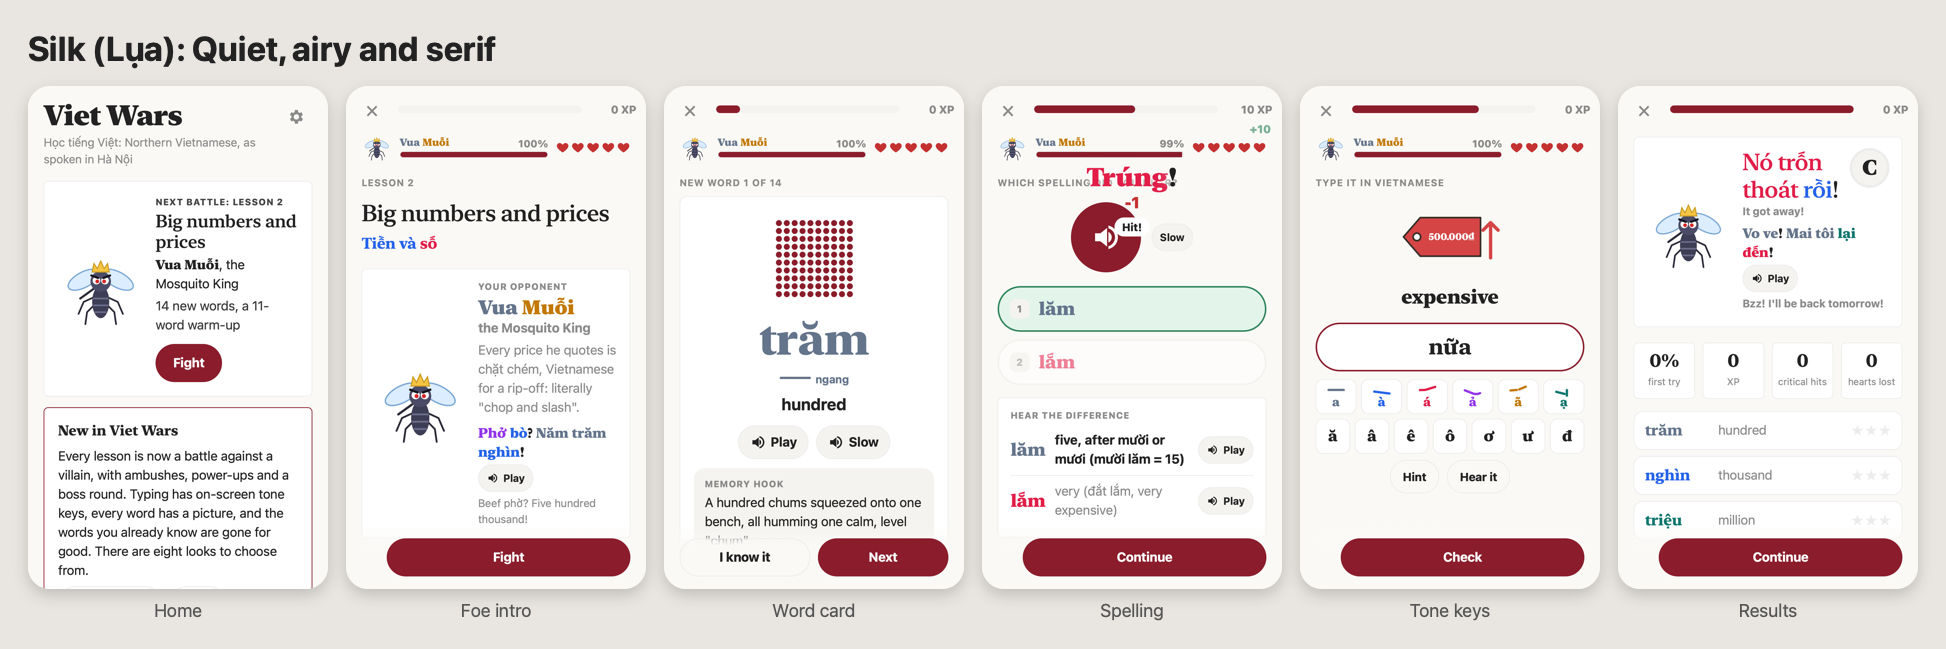 Silk (Lụa): Quiet, airy and serif
Viet Wars
Học tiếng Việt: Northern Vietnamese, as
spoken in Hà Nội
NEXT BATTLE: LESSON 2
Big numbers and
prices
Vua Muỗi, the
Mosquito King
14 new words, a 11-
word warm-up
Fight
New in Viet Wars
Every lesson is now a battle against a
villain, with ambushes, power-ups and a
boss round. Typing has on-screen tone
keys, every word has a picture, and the
words you already know are gone for
good. There are eight looks to choose
from.
Home
0 XP
Vua Muỗi 100%
LESSON 2
Big numbers and prices
Tiền và số
YOUR OPPONENT
Vua Muỗi
the Mosquito King
Every price he quotes is
chặt chém, Vietnamese
for a rip-off: literally
"chop and slash".
Phở bò? Năm trăm
nghìn!
Play
Beef phở? Five hundred
thousand!
Fight
Foe intro
0 XP
Vua Muỗi 100%
NEW WORD 1 OF 14
trăm
ngang
hundred
Play Slow
MEMORY HOOK
A hundred chums squeezed onto one
bench, all humming one calm, level
"chum"
I know it Next
Word card
10 XP
+10
Vua Muỗi 99%
WHICH SPELLING
Trúng!
-1
Hit!
Slow
1 lăm
2 lắm
HEAR THE DIFFERENCE
lăm five, after mười or
mươi (mười lăm = 15) Play
lắm very (đắt lắm, very
expensive) Play
Continue
Spelling
0 XP
Vua Muỗi 100%
TYPE IT IN VIETNAMESE
500.000đ
expensive
nữa
a à á ả ã ạ
ă â ê ô ơ ư đ
Hint Hear it
Check
Tone keys
0 XP
Nó trốn
thoát rồi!
C
It got away!
Vo ve! Mai tôi lại
đến!
Play
Bzz! I'll be back tomorrow!
0% 0 0 0
first try XP critical hits hearts lost
trăm hundred
nghìn thousand
triệu million
Continue
Results